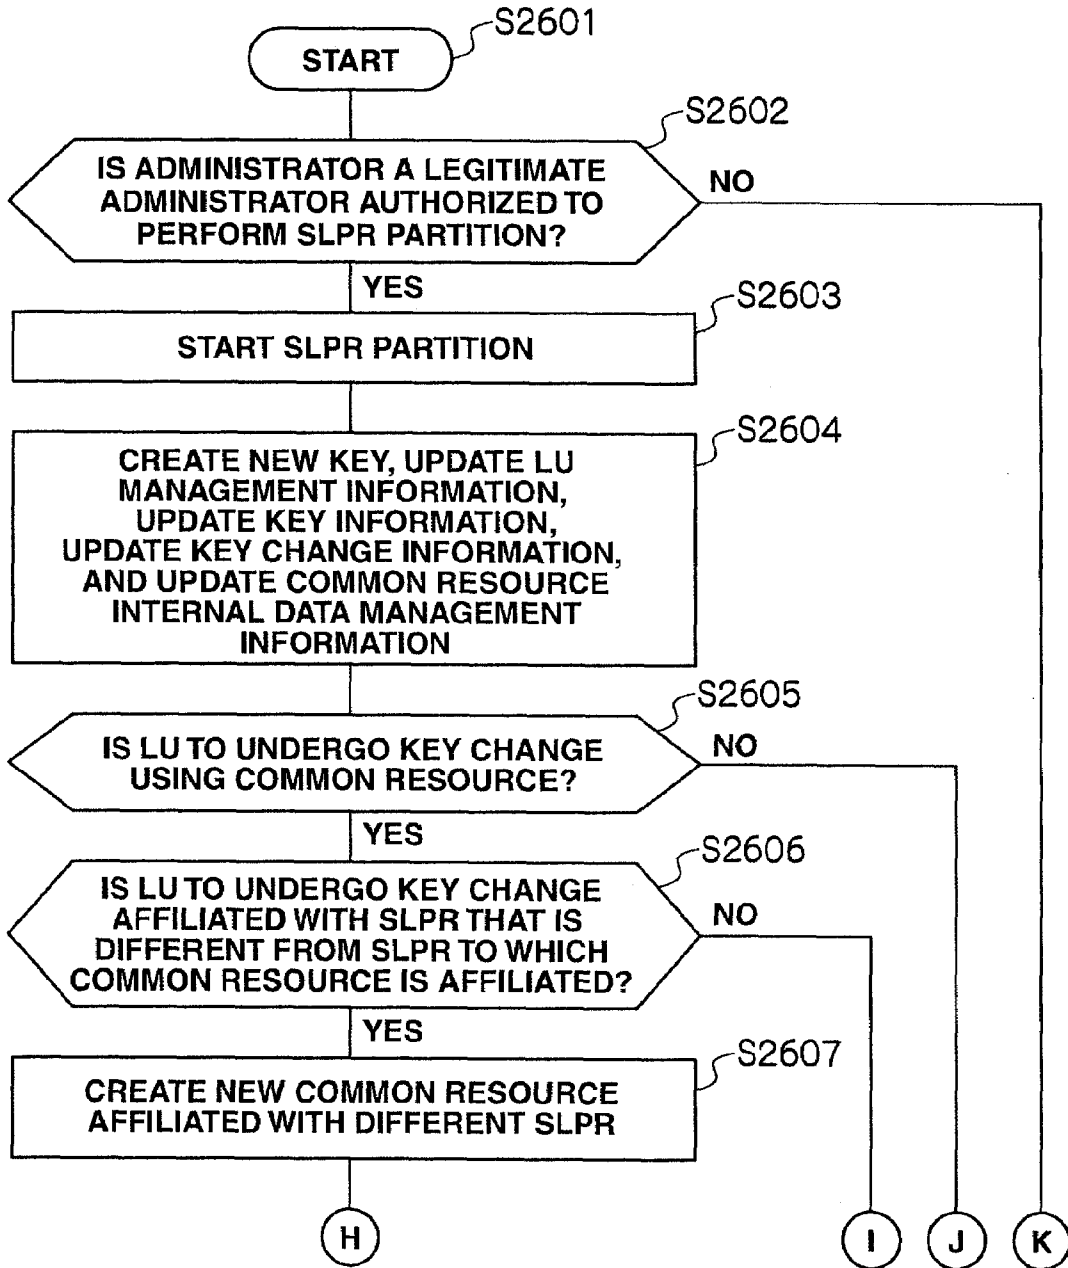 S2601
START
S2602
IS ADMINISTRATOR A LEGITIMATE
ADMINISTRATOR AUTHORIZED TO
PERFORM SLPR PARTITION?
NO
YES
S2603
START SLPR PARTITION
S2604
CREATE NEW KEY, UPDATE LU
MANAGEMENT INFORMATION,
UPDATE KEY INFORMATION,
UPDATE KEY CHANGE INFORMATION,
AND UPDATE COMMON RESOURCE
INTERNAL DATA MANAGEMENT
INFORMATION
S2605
IS LU TO UNDERGO KEY CHANGE
USING COMMON RESOURCE?
NO
YES
S2606
IS LU TO UNDERGO KEY CHANGE
AFFILIATED WITH SLPR THAT IS
DIFFERENT FROM SLPR TO WHICH
COMMON RESOURCE IS AFFILIATED?
NO
YES
S2607
CREATE NEW COMMON RESOURCE
AFFILIATED WITH DIFFERENT SLPR
H
I
J
K